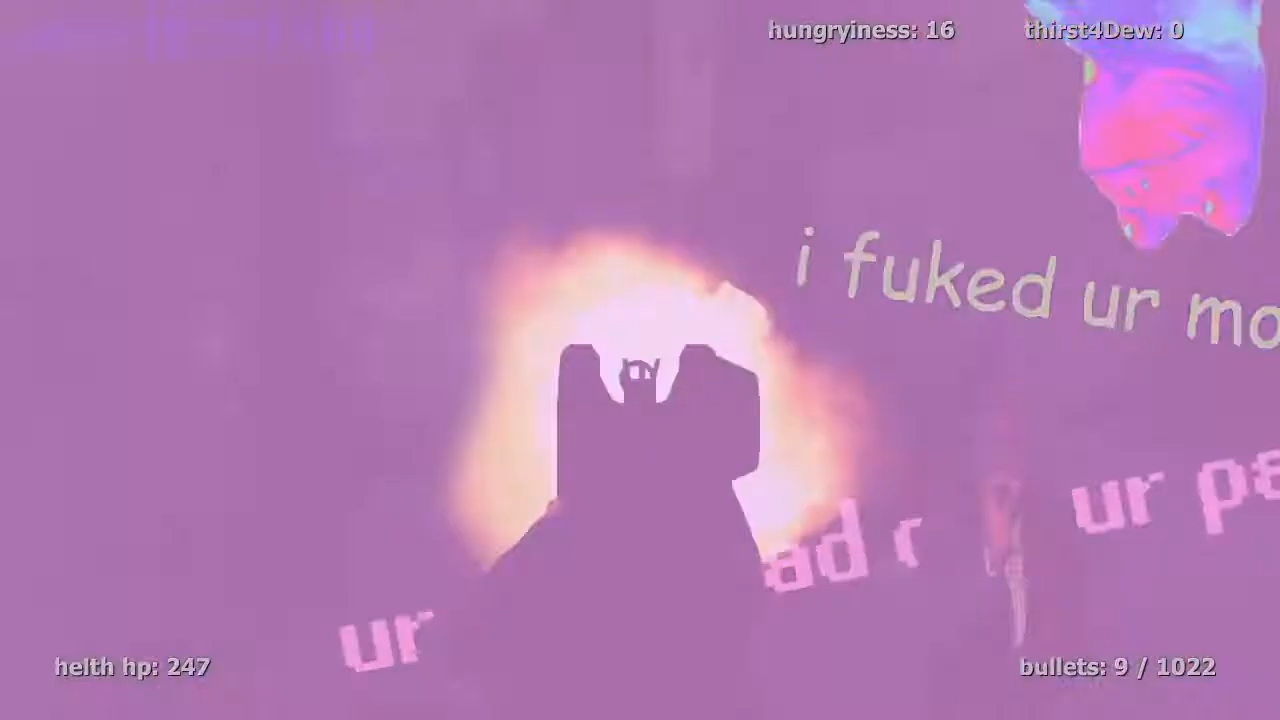 hungryiness: 16 thirst4Dew: 0
i fuked ur mo
ur ad r ur pa
helth hp: 247 bullets: 9 / 1022